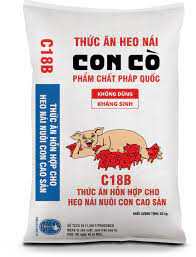 THỨC ĂN HEO NÁI
CON CÒ
PHẨM CHẤT PHÁP QUỐC
KHÔNG DÙNG
KHÁNG SINH
C18B
THỨC ĂN HỖN HỢP CHO
HEO NÁI NUÔI CON CAO SẢN
C18B
THỨC ĂN HỖN HỢP CHO
HEO NÁI NUÔI CON CAO SẢN